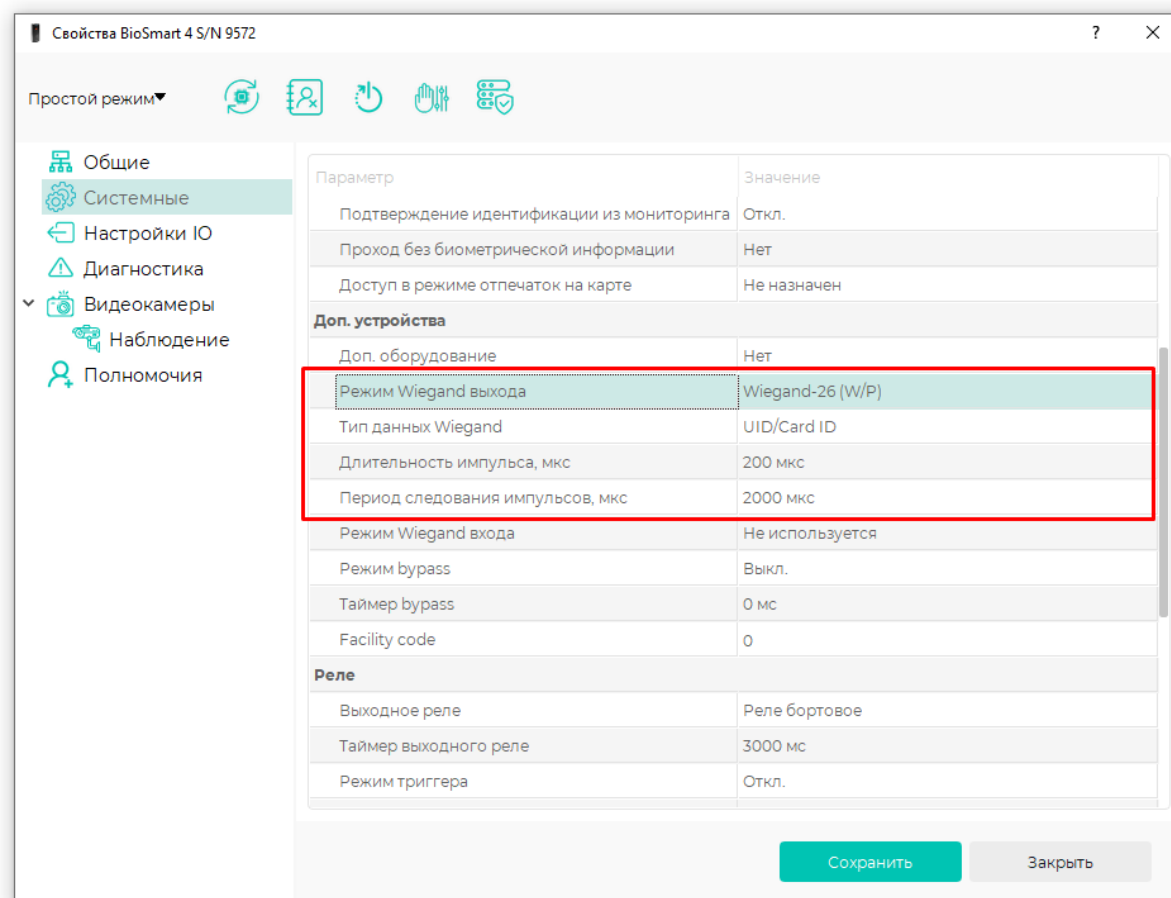 Свойства BioSmart 4 S/N 9572
?
Простой режим
Общие
Системные
Настройки IO
Диагностика
Видеокамеры
Наблюдение
Полномочия
Параметр Значение
Подтверждение идентификации из мониторинга Откл.
Проход без биометрической информации Нет
Доступ в режиме отпечаток на карте Не назначен
Доп. устройства
Доп. оборудование Нет
Режим Wiegand выхода Wiegand-26 (W/P)
Тип данных Wiegand UID/Card ID
Длительность импульса, мкс 200 мкс
Период следования импульсов, мкс 2000 мкс
Режим Wiegand входа Не используется
Режим bypass Выкл.
Таймер bypass 0 мс
Facility code 0
Реле
Выходное реле Реле бортовое
Таймер выходного реле 3000 мс
Режим триггера Откл.
Сохранить Закрыть